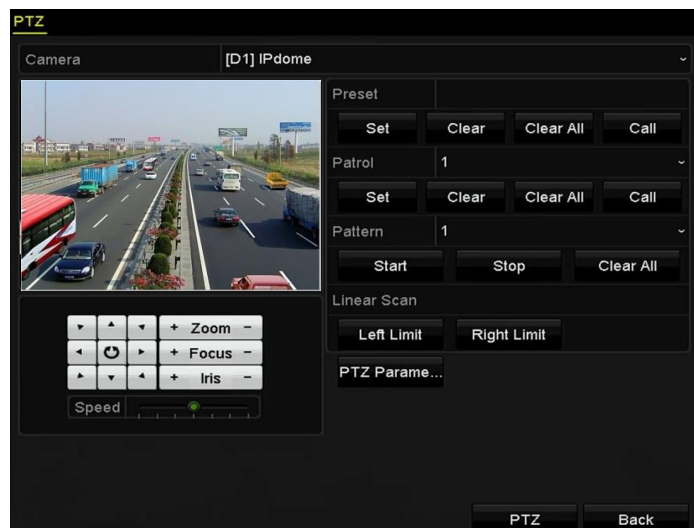 PTZ
Camera [D1] IPdome
Preset
Set Clear Clear All Call
Patrol 1
Set Clear Clear All Call
Pattern 1
Start Stop Clear All
Linear Scan
Left Limit Right Limit
PTZ Parame...
+ Zoom -
+ Focus -
+ Iris -
Speed
PTZ Back